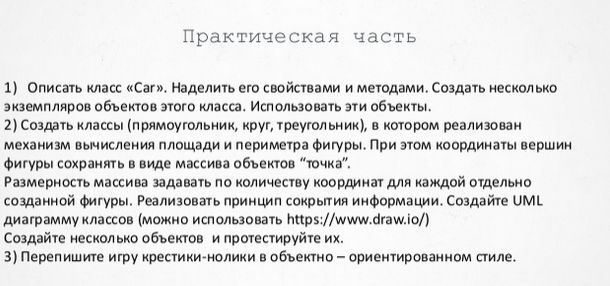 Практическая часть
1) Описать класс «Car». Наделить его свойствами и методами. Создать несколько
экземпляров объектов этого класса. Использовать эти объекты.
2) Создать классы (прямоугольник, круг, треугольник), в котором реализован
механизм вычисления площади и периметра фигуры. При этом координаты вершин
фигуры сохранять в виде массива объектов “точка”.
Размерность массива задавать по количеству координат для каждой отдельно
созданной фигуры. Реализовать принцип сокрытия информации. Создайте UML
диаграмму классов (можно использовать https://www.draw.io/)
Создайте несколько объектов и протестируйте их.
3) Перепишите игру крестики-нолики в объектно – ориентированном стиле.